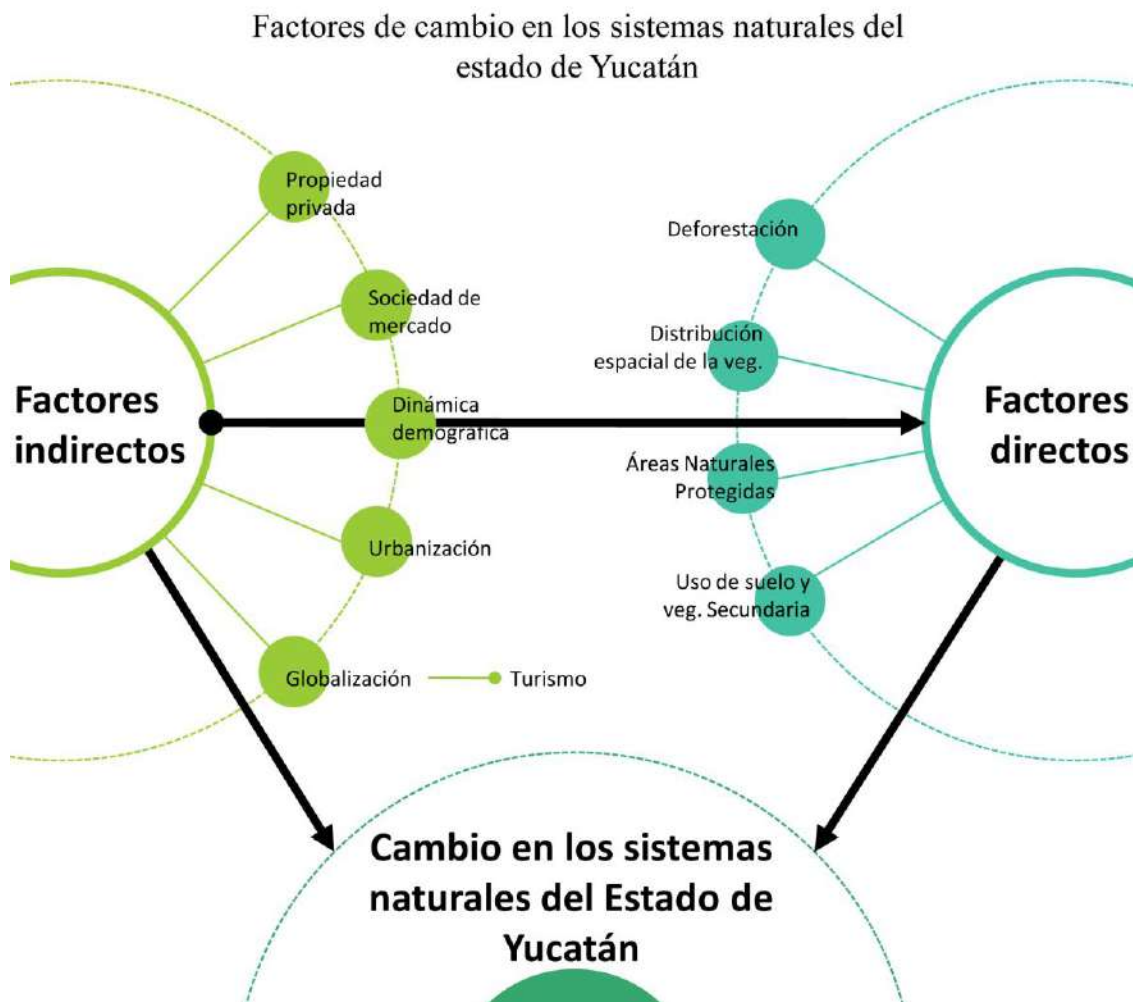 Factores de cambio en los sistemas naturales del
estado de Yucatán
Propiedad
privada
Sociedad de
mercado
Dinámica
demográfica
Urbanización
Globalización
Turismo
Factores
indirectos
Deforestación
Distribución
espacial de la veg.
Áreas Naturales
Protegidas
Uso de suelo y
veg. Secundaria
Factores
directos
Cambio en los sistemas
naturales del Estado de
Yucatán